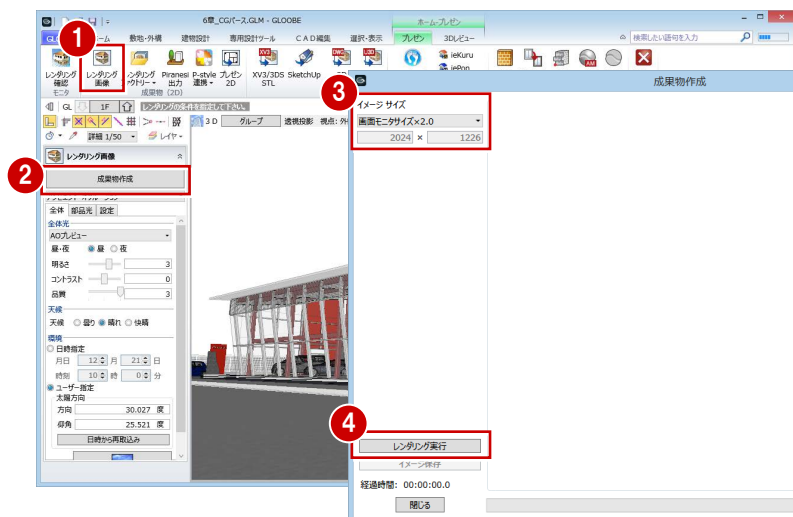 6章_CGパース.GLM - GLOOBE
ホーム-プレゼン
敷地・外構 建物設計 専用設計ツール CAD編集 選択・表示 プレゼン 3Dレビュー
検索したい語句を入力
1
レンダリング確認 レンダリング画像 Piranesi出力 P-style連携 プレゼン2D XV3/3DS STL SketchUp
ieKuru
iePon
モニタ 成果物 (2D)
成果物作成
GL 1F レンダリングの条件を指定して下さい。
3D グループ 透視投影 視点:
詳細 1/50 レイヤ
レンダリング画像
2
成果物作成
全体 部品光 設定
全体光
AOプレビュー
昼・夜 昼 夜
明るさ 3
コントラスト 0
品質 3
天候
天候 曇り 晴れ 快晴
環境
日時指定
月日 12 月 21 日
時刻 10 時 0 分
ユーザー指定
太陽方向
方向 30.027 度
仰角 25.521 度
日時から再取込み
3
イメージ サイズ
画面モニタサイズ×2.0
2024 × 1226
4
レンダリング実行
イメージ保存
経過時間: 00:00:00.0
閉じる